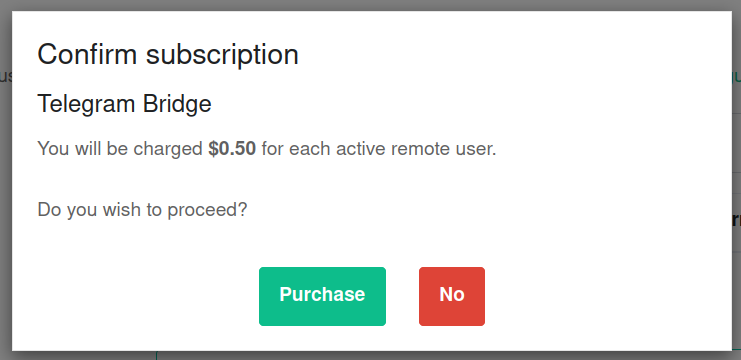 Confirm subscription
Telegram Bridge
You will be charged $0.50 for each active remote user.
Do you wish to proceed?
Purchase
No